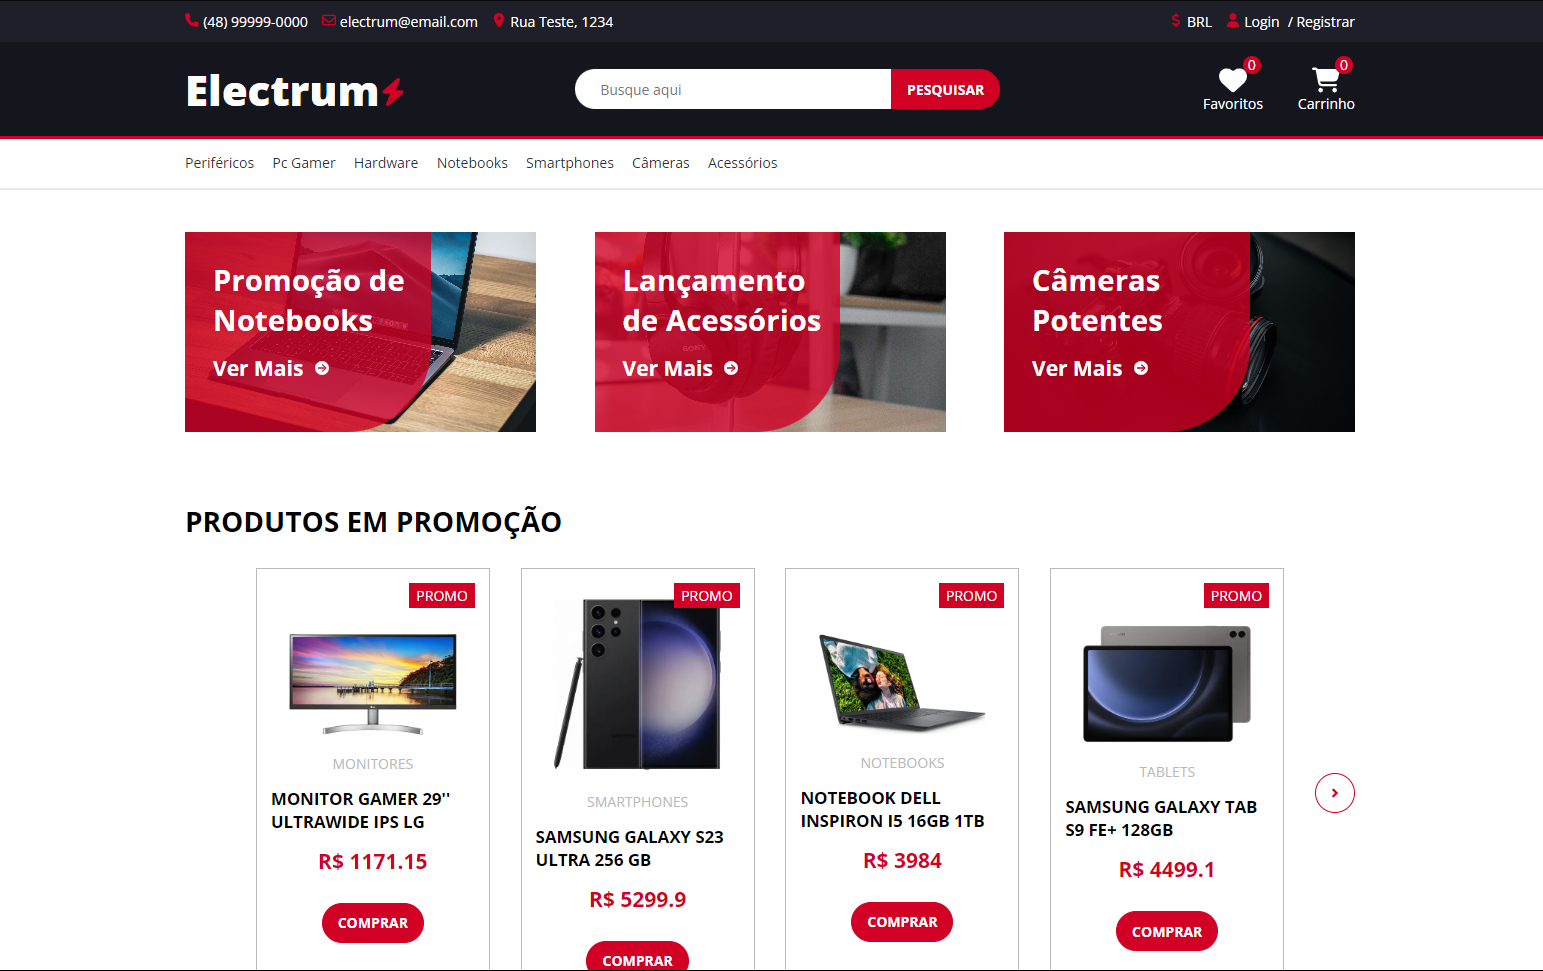 (48) 99999-0000 electrum@email.com Rua Teste, 1234 $ BRL Login / Registrar
Electrum
Busque aqui PESQUISAR
0 0
Favoritos Carrinho
Periféricos Pc Gamer Hardware Notebooks Smartphones Câmeras Acessórios
Promoção de
Notebooks
Ver Mais
Lançamento
de Acessórios
SONY
Ver Mais
Câmeras
Potentes
Ver Mais
PRODUTOS EM PROMOÇÃO
PROMO
MONITORES
MONITOR GAMER 29''
ULTRAWIDE IPS LG
R$ 1171.15
COMPRAR
PROMO
SMARTPHONES
SAMSUNG GALAXY S23
ULTRA 256 GB
R$ 5299.9
COMPRAR
PROMO
NOTEBOOKS
NOTEBOOK DELL
INSPIRON I5 16GB 1TB
R$ 3984
COMPRAR
PROMO
TABLETS
SAMSUNG GALAXY TAB
S9 FE+ 128GB
R$ 4499.1
COMPRAR